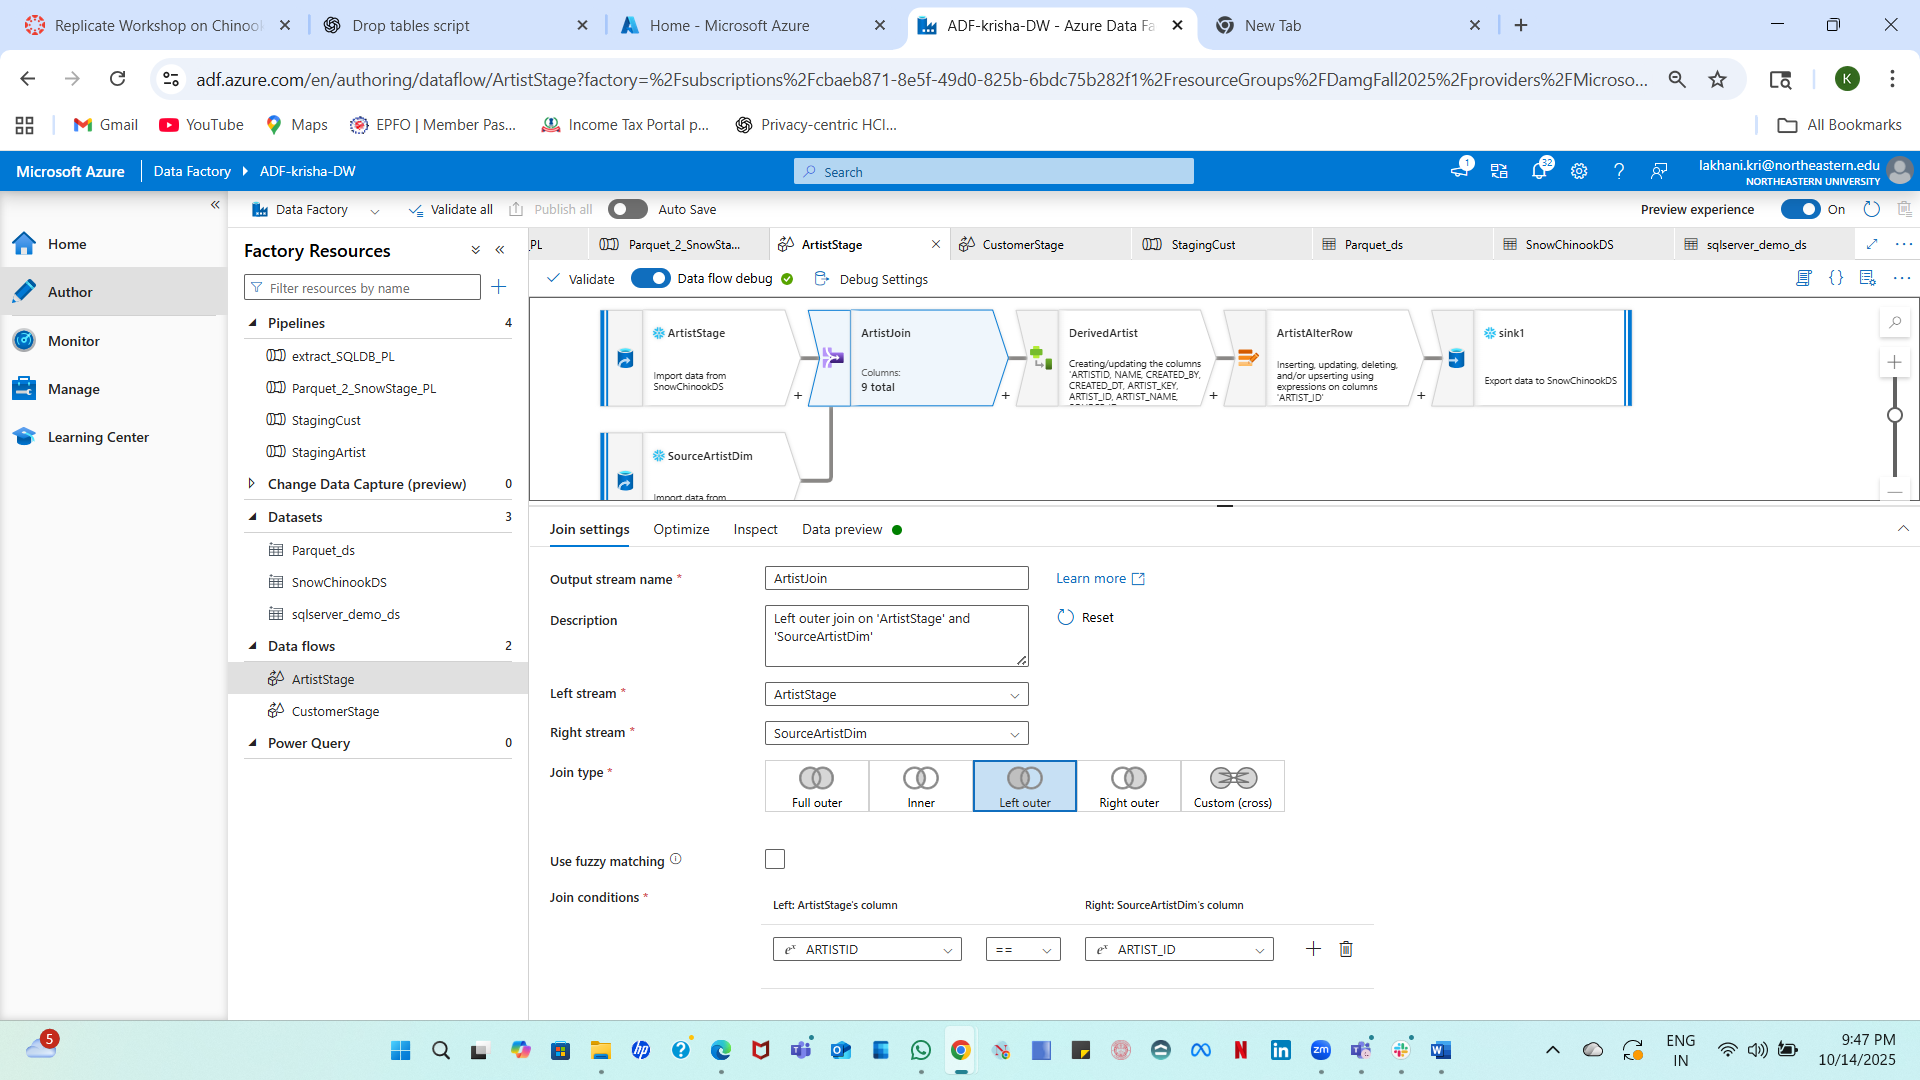 Replicate Workshop on Chinook
Drop tables script
Home - Microsoft Azure
ADF-krisha-DW - Azure Data Fa
New Tab
adf.azure.com/en/authoring/dataflow/ArtistStage?factory=%2Fsubscriptions%2Fcbaeb871-8e5f-49d0-825b-6bdc75b282f1%2FresourceGroups%2FDamgFall2025%2Fproviders%2FMicroso...
K
Gmail
YouTube
Maps
EPFO | Member Pas...
Income Tax Portal p...
Privacy-centric HCI...
All Bookmarks
Microsoft Azure
Data Factory
ADF-krisha-DW
Search
1
32
lakhani.kri@northeastern.edu
NORTHEASTERN UNIVERSITY
Home
Author
Monitor
Manage
Learning Center
Data Factory
Validate all
Publish all
Auto Save
Preview experience
On
Factory Resources
Filter resources by name
Pipelines 4
extract_SQLDB_PL
Parquet_2_SnowStage_PL
StagingCust
StagingArtist
Change Data Capture (preview) 0
Datasets 3
Parquet_ds
SnowChinookDS
sqlserver_demo_ds
Data flows 2
ArtistStage
CustomerStage
Power Query 0
_PL
Parquet_2_SnowSta...
ArtistStage
CustomerStage
StagingCust
Parquet_ds
SnowChinookDS
sqlserver_demo_ds
Validate
Data flow debug
Debug Settings
ArtistStage
Import data from
SnowChinookDS
ArtistJoin
Columns:
9 total
DerivedArtist
Creating/updating the columns
'ARTISTID, NAME, CREATED_BY,
CREATED_DT, ARTIST_KEY,
ARTIST_ID, ARTIST_NAME,
ArtistAlterRow
Inserting, updating, deleting,
and/or upserting using
expressions on columns
'ARTIST_ID'
sink1
Export data to SnowChinookDS
SourceArtistDim
Import data from
Join settings
Optimize
Inspect
Data preview
Output stream name *
ArtistJoin
Learn more
Description
Left outer join on 'ArtistStage' and
'SourceArtistDim'
Reset
Left stream *
ArtistStage
Right stream *
SourceArtistDim
Join type *
Full outer
Inner
Left outer
Right outer
Custom (cross)
Use fuzzy matching
Join conditions *
Left: ArtistStage's column
Right: SourceArtistDim's column
ARTISTID
==
ARTIST_ID
5
ENG
IN
9:47 PM
10/14/2025